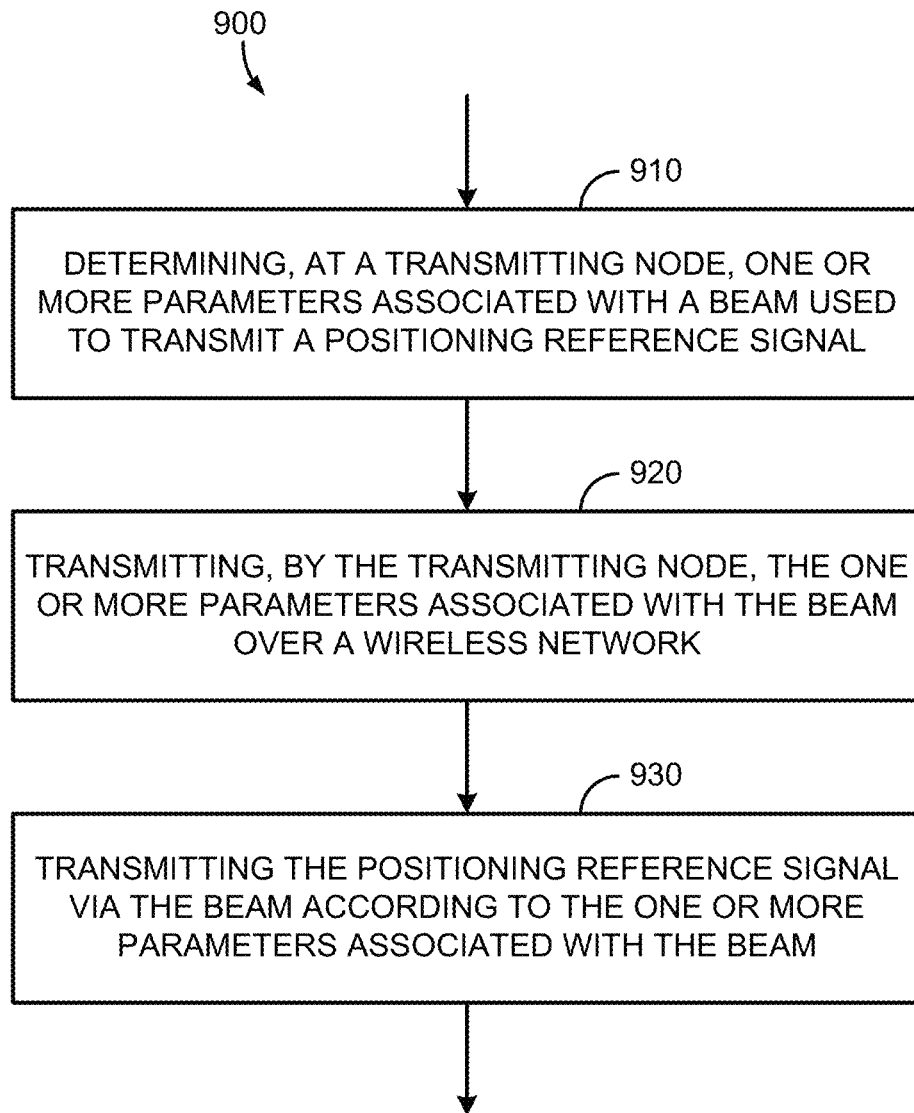 900
910
DETERMINING, AT A TRANSMITTING NODE, ONE OR
MORE PARAMETERS ASSOCIATED WITH A BEAM USED
TO TRANSMIT A POSITIONING REFERENCE SIGNAL
920
TRANSMITTING, BY THE TRANSMITTING NODE, THE ONE
OR MORE PARAMETERS ASSOCIATED WITH THE BEAM
OVER A WIRELESS NETWORK
930
TRANSMITTING THE POSITIONING REFERENCE SIGNAL
VIA THE BEAM ACCORDING TO THE ONE OR MORE
PARAMETERS ASSOCIATED WITH THE BEAM